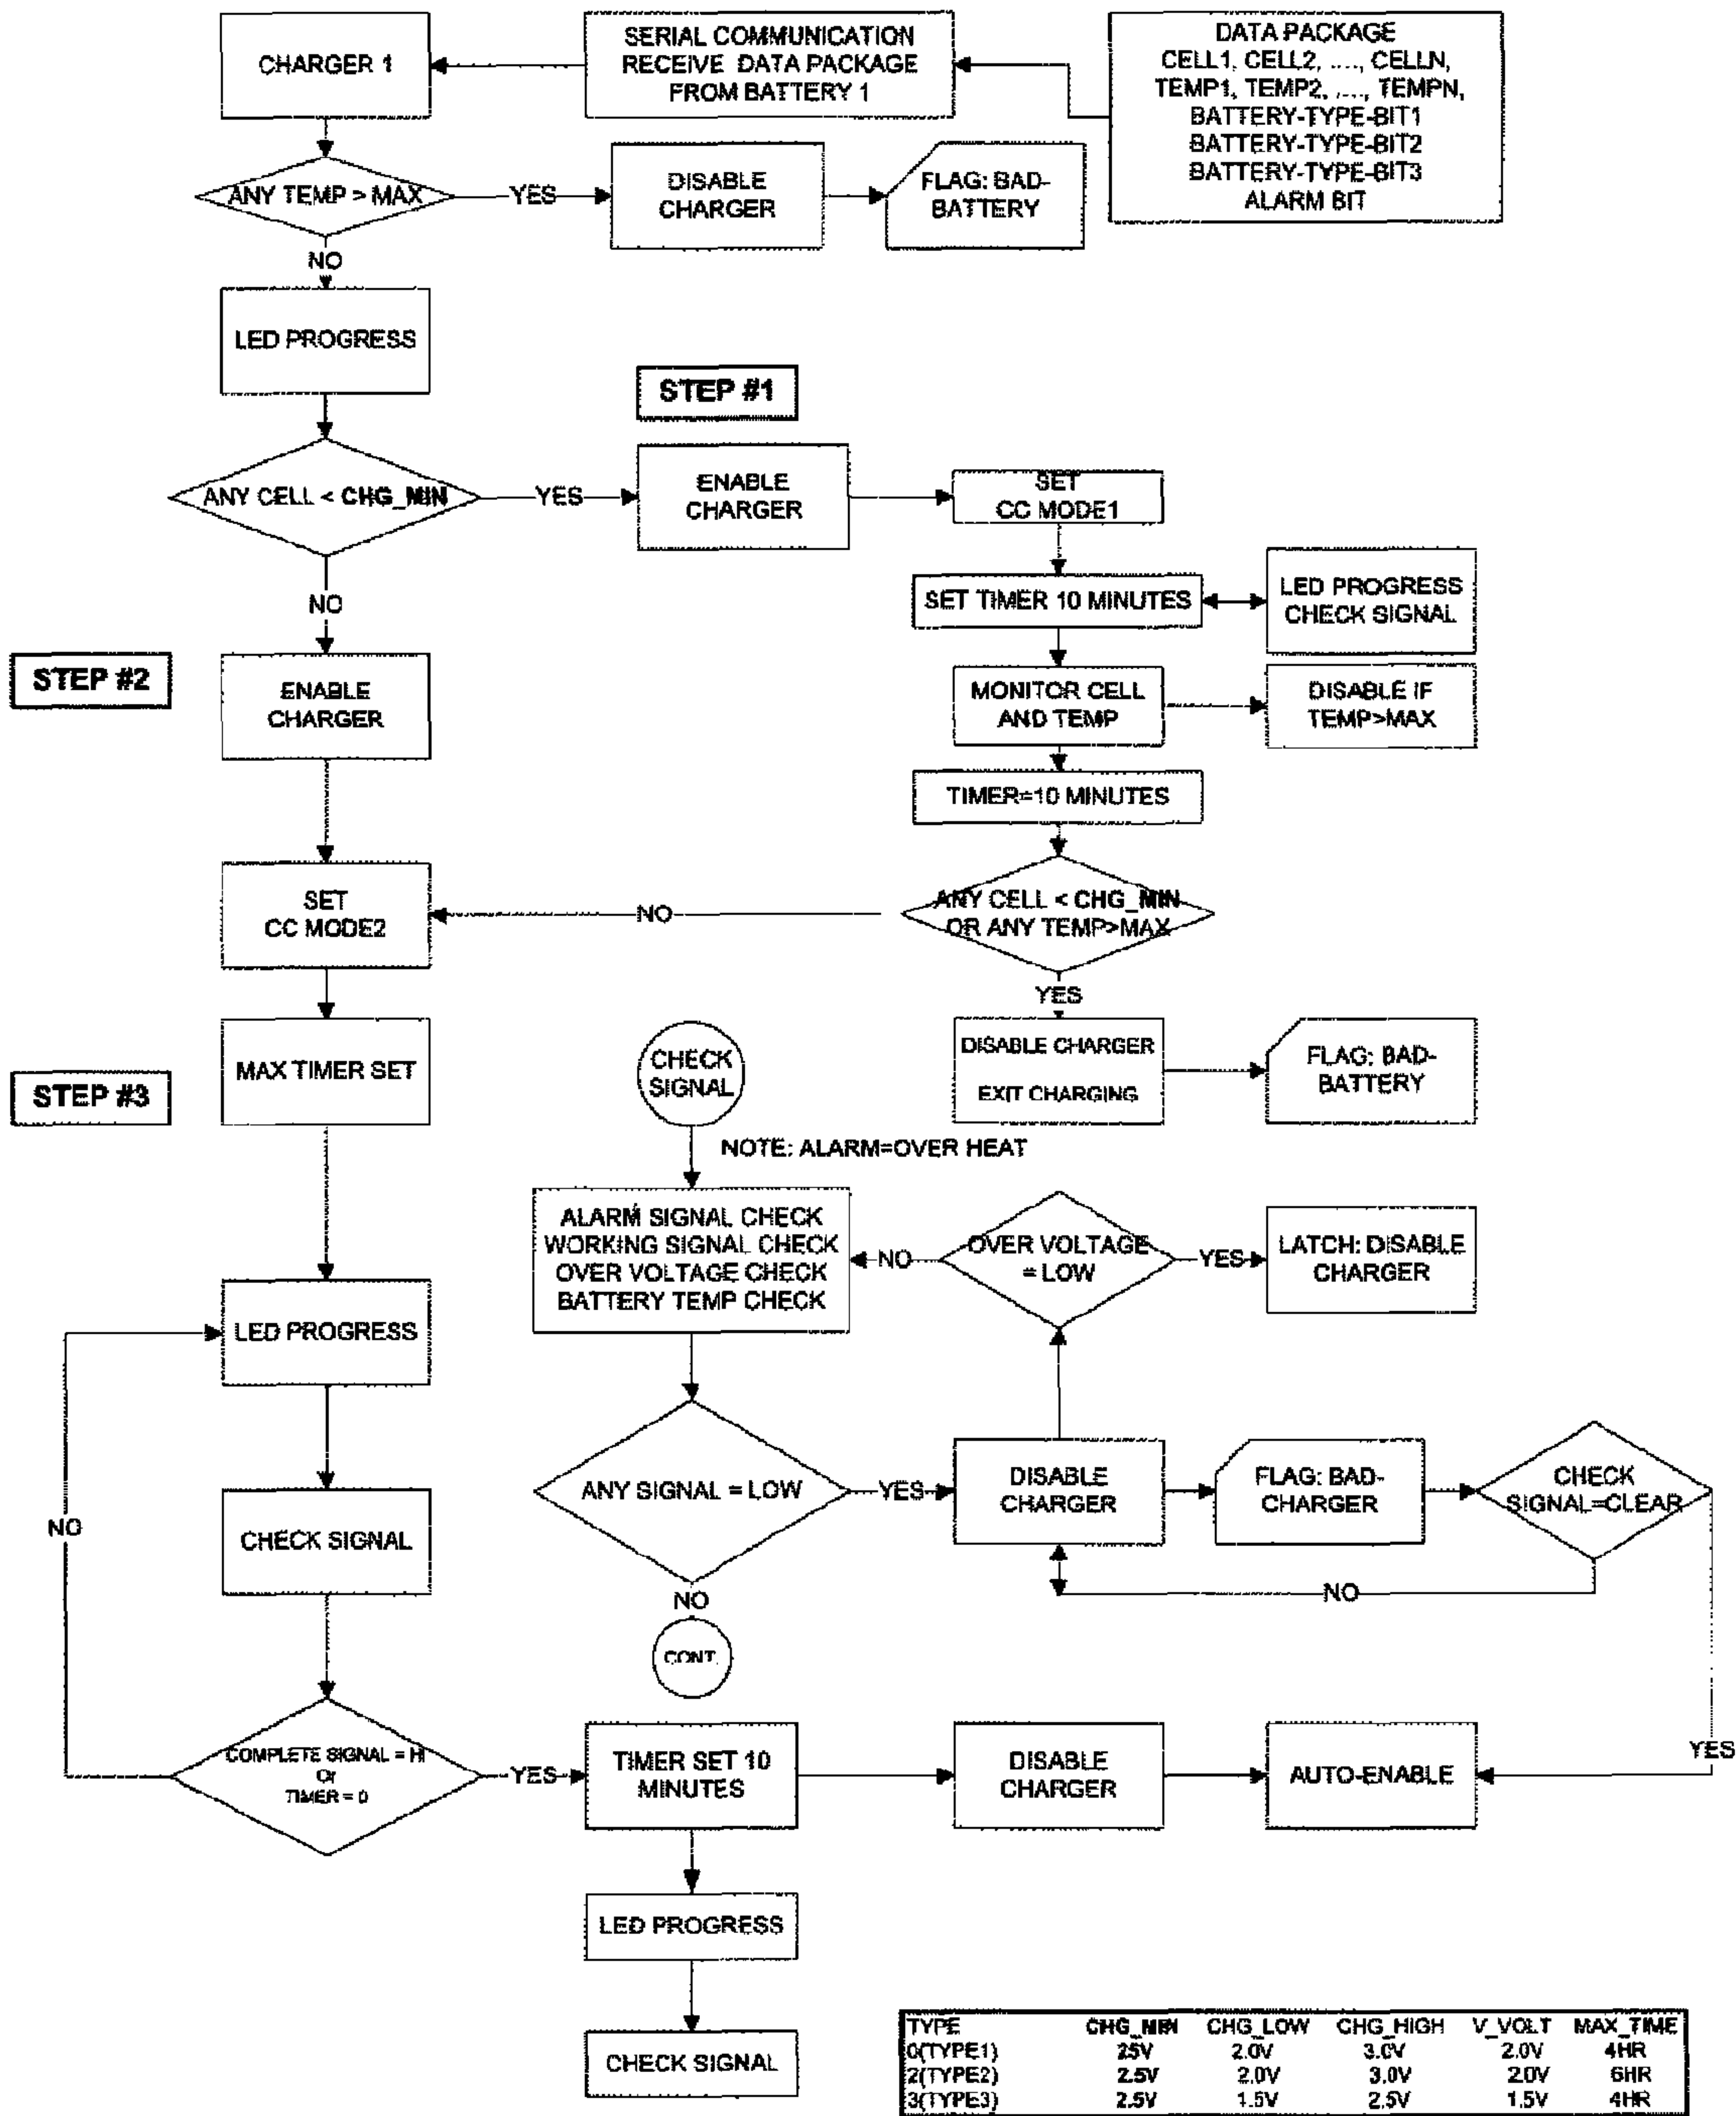 CHARGER 1
SERIAL COMMUNICATION
RECEIVE DATA PACKAGE
FROM BATTERY 1
DATA PACKAGE
CELL1, CELL2, ...., CELLN,
TEMP1, TEMP2, ...., TEMPN,
BATTERY-TYPE-BIT1
BATTERY-TYPE-BIT2
BATTERY-TYPE-BIT3
ALARM BIT
ANY TEMP > MAX
YES
DISABLE
CHARGER
FLAG: BAD-
BATTERY
NO
LED PROGRESS
STEP #1
ANY CELL < CHG_MIN
YES
ENABLE
CHARGER
SET
CC MODE1
NO
SET TIMER 10 MINUTES
LED PROGRESS
CHECK SIGNAL
STEP #2
ENABLE
CHARGER
MONITOR CELL
AND TEMP
DISABLE IF
TEMP>MAX
TIMER=10 MINUTES
SET
CC MODE2
NO
ANY CELL < CHG_MIN
OR ANY TEMP>MAX
YES
MAX TIMER SET
STEP #3
CHECK
SIGNAL
DISABLE CHARGER
EXIT CHARGING
FLAG: BAD-
BATTERY
NOTE: ALARM=OVER HEAT
ALARM SIGNAL CHECK
WORKING SIGNAL CHECK
OVER VOLTAGE CHECK
BATTERY TEMP CHECK
NO
OVER VOLTAGE
= LOW
YES
LATCH: DISABLE
CHARGER
LED PROGRESS
NO
CHECK SIGNAL
ANY SIGNAL = LOW
YES
DISABLE
CHARGER
FLAG: BAD-
CHARGER
CHECK
SIGNAL=CLEAR
NO
NO
CONT.
YES
COMPLETE SIGNAL = HI
Or
TIMER = 0
YES
TIMER SET 10
MINUTES
DISABLE
CHARGER
AUTO-ENABLE
LED PROGRESS
CHECK SIGNAL
TYPE CHG_MIN CHG_LOW CHG_HIGH V_VOLT MAX_TIME
0(TYPE1) 25V 2.0V 3.0V 2.0V 4HR
2(TYPE2) 2.5V 2.0V 3.0V 2.0V 6HR
3(TYPE3) 2.5V 1.5V 2.5V 1.5V 4HR